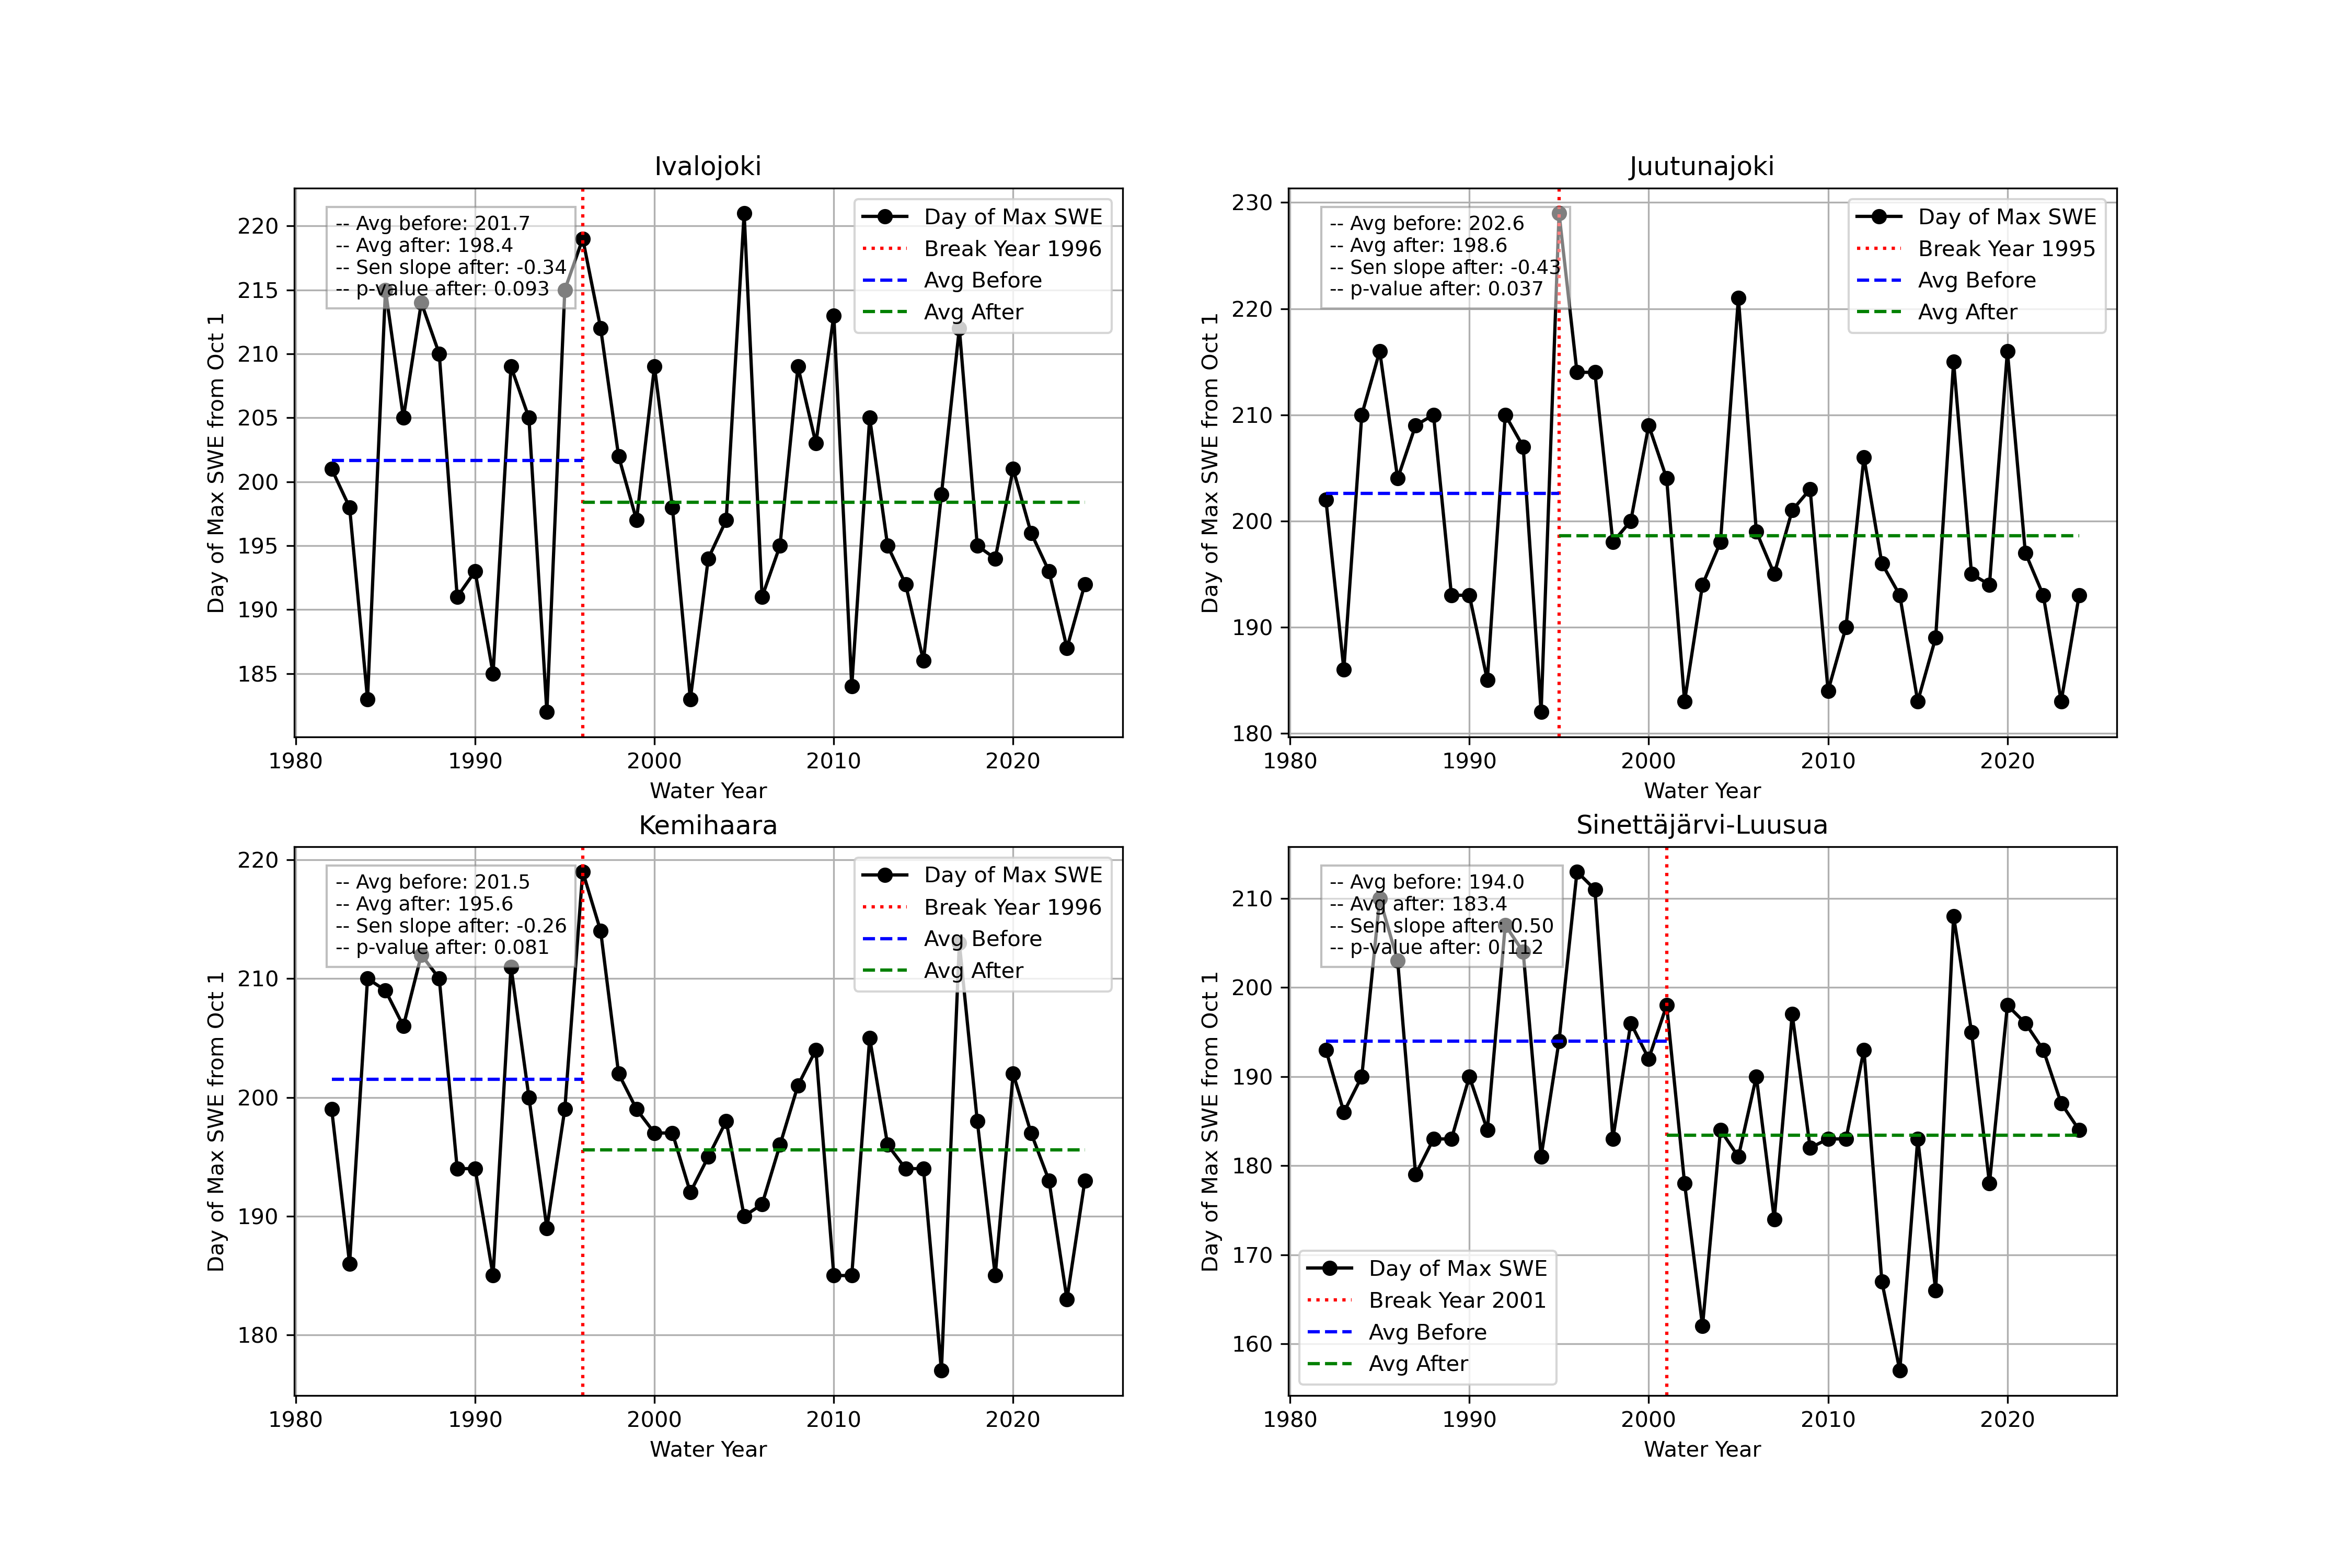 Ivalojoki
-- Avg before: 201.7
-- Avg after: 198.4
-- Sen slope after: -0.34
-- p-value after: 0.093
Day of Max SWE
Break Year 1996
Avg Before
Avg After
Day of Max SWE from Oct 1
220
215
210
205
200
195
190
185
1980 1990 2000 2010 2020
Water Year
Juutunajoki
-- Avg before: 202.6
-- Avg after: 198.6
-- Sen slope after: -0.43
-- p-value after: 0.037
Day of Max SWE
Break Year 1995
Avg Before
Avg After
Day of Max SWE from Oct 1
230
220
210
200
190
180
1980 1990 2000 2010 2020
Water Year
Kemihaara
-- Avg before: 201.5
-- Avg after: 195.6
-- Sen slope after: -0.26
-- p-value after: 0.081
Day of Max SWE
Break Year 1996
Avg Before
Avg After
Day of Max SWE from Oct 1
220
210
200
190
180
1980 1990 2000 2010 2020
Water Year
Sinettäjärvi-Luusua
-- Avg before: 194.0
-- Avg after: 183.4
-- Sen slope after: 0.50
-- p-value after: 0.112
Day of Max SWE from Oct 1
210
200
190
180
170
160
Day of Max SWE
Break Year 2001
Avg Before
Avg After
1980 1990 2000 2010 2020
Water Year